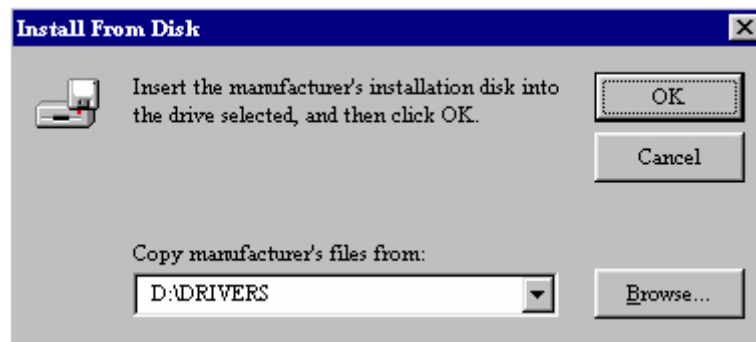 Install From Disk
Insert the manufacturer's installation disk into
the drive selected, and then click OK.
OK
Cancel
Copy manufacturer's files from:
D:\DRIVERS
Browse...